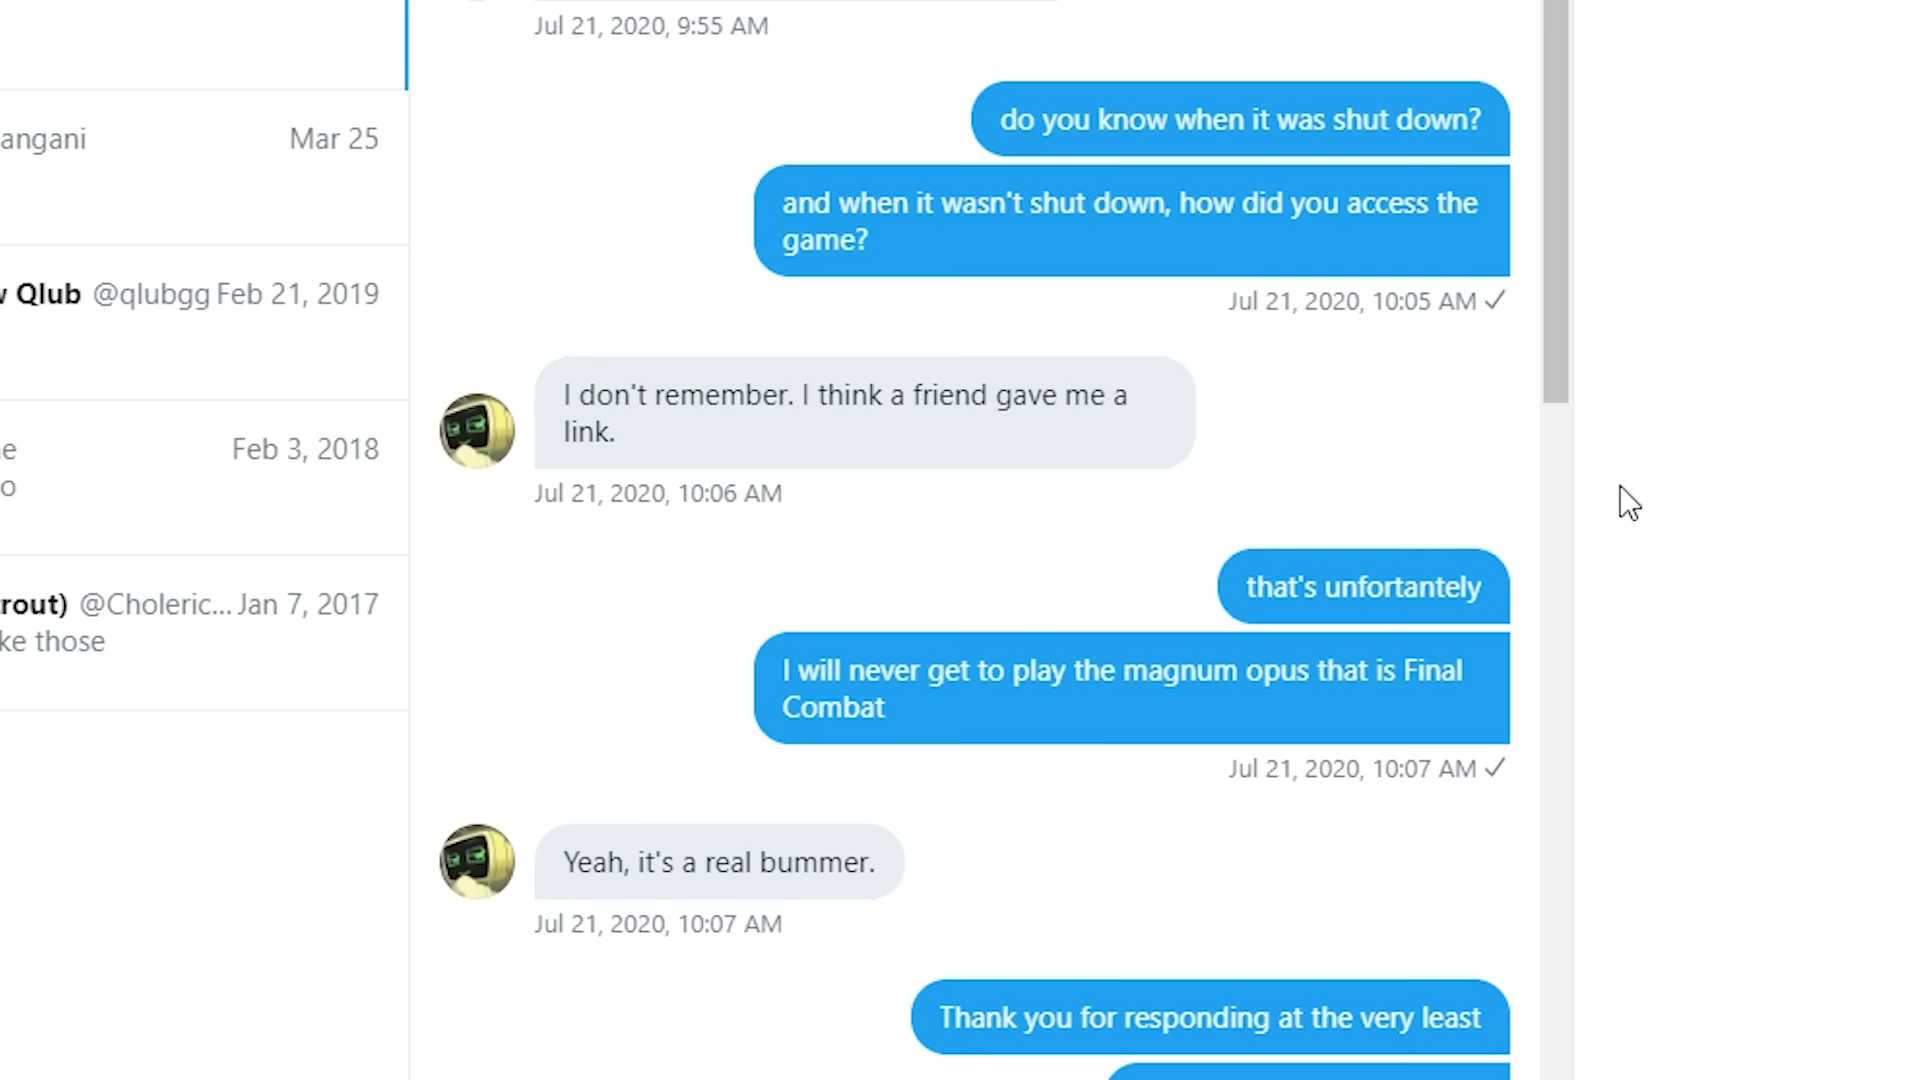 angani Mar 25
Qlub @qlubgg Feb 21, 2019
e Feb 3, 2018
o
rout) @Choleric... Jan 7, 2017
ke those
Jul 21, 2020, 9:55 AM
do you know when it was shut down?
and when it wasn't shut down, how did you access the
game?
Jul 21, 2020, 10:05 AM ✓
I don't remember. I think a friend gave me a
link.
Jul 21, 2020, 10:06 AM
that's unfortantely
I will never get to play the magnum opus that is Final
Combat
Jul 21, 2020, 10:07 AM ✓
Yeah, it's a real bummer.
Jul 21, 2020, 10:07 AM
Thank you for responding at the very least